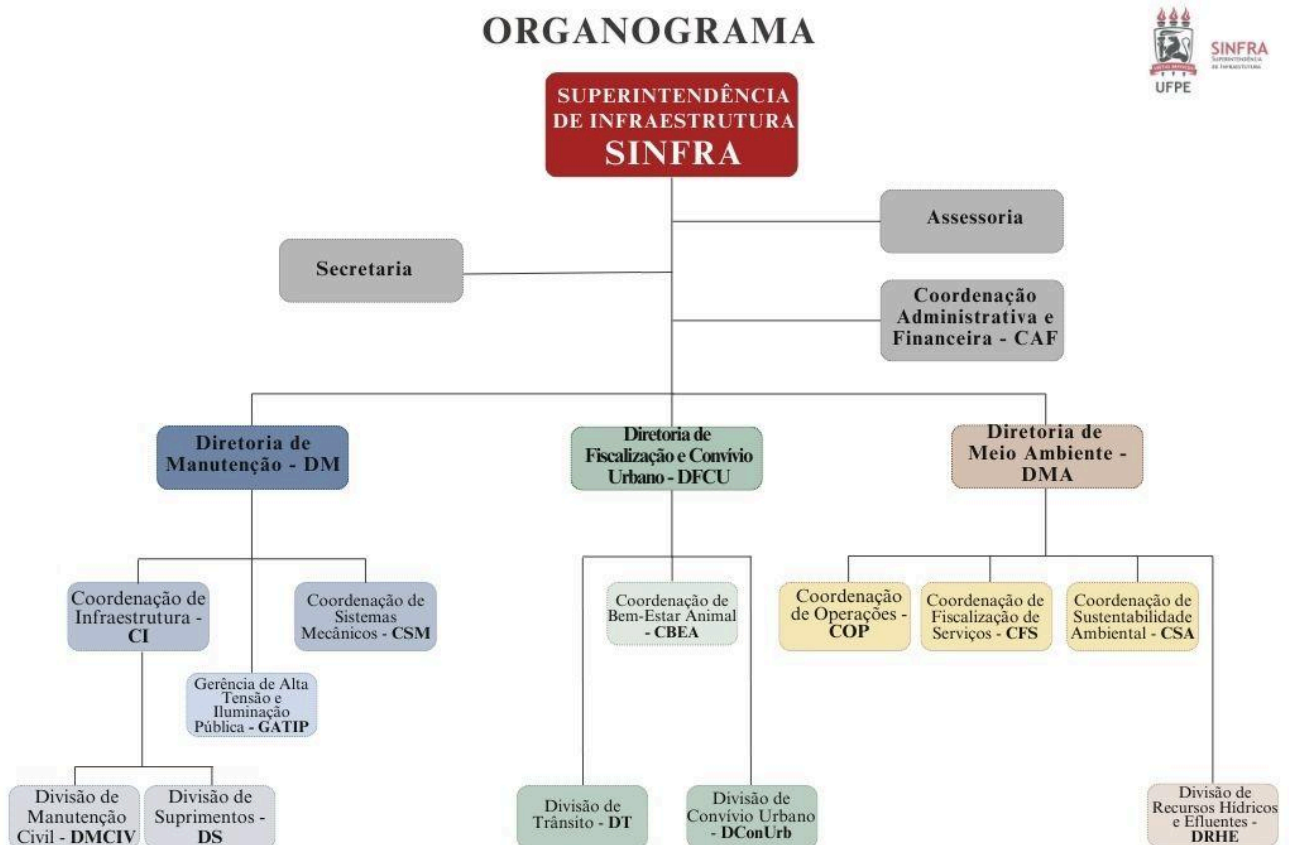 ORGANOGRAMA
UFPE
SINFRA
SUPERINTENDÊNCIA
DE INFRAESTUTURA
SUPERINTENDÊNCIA
DE INFRAESTRUTURA
SINFRA
Assessoria
Secretaria
Coordenação
Administrativa e
Financeira - CAF
Diretoria de
Manutenção - DM
Diretoria de
Fiscalização e Convívio
Urbano - DFCU
Diretoria de
Meio Ambiente -
DMA
Coordenação de
Infraestrutura -
CI
Coordenação de
Sistemas
Mecânicos - CSM
Coordenação de
Bem-Estar Animal
- CBEA
Coordenação
de Operações -
COP
Coordenação de
Fiscalização de
Serviços - CFS
Coordenação de
Sustentabilidade
Ambiental - CSA
Gerência de Alta
Tensão e
Iluminação
Pública - GATIP
Divisão de
Manutenção
Civil - DMCIV
Divisão de
Suprimentos -
DS
Divisão de
Trânsito - DT
Divisão de
Convívio Urbano
- DConUrb
Divisão de
Recursos Hídricos
e Efluentes -
DRHE